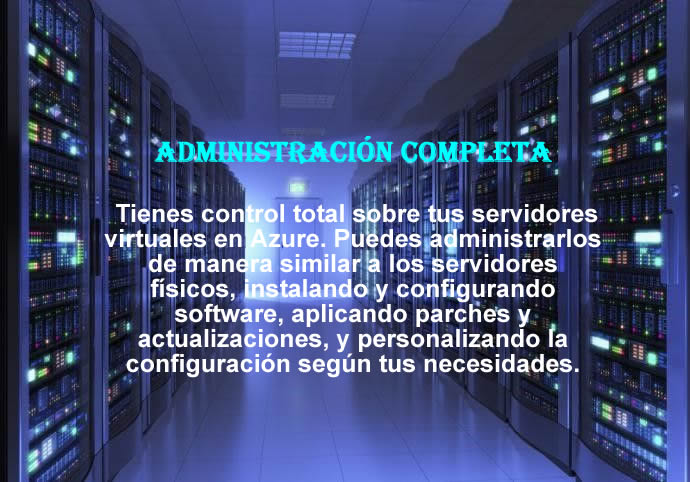 ADMINISTRACIÓN COMPLETA
Tienes control total sobre tus servidores
virtuales en Azure. Puedes administrarlos
de manera similar a los servidores
físicos, instalando y configurando
software, aplicando parches y
actualizaciones, y personalizando la
configuración según tus necesidades.